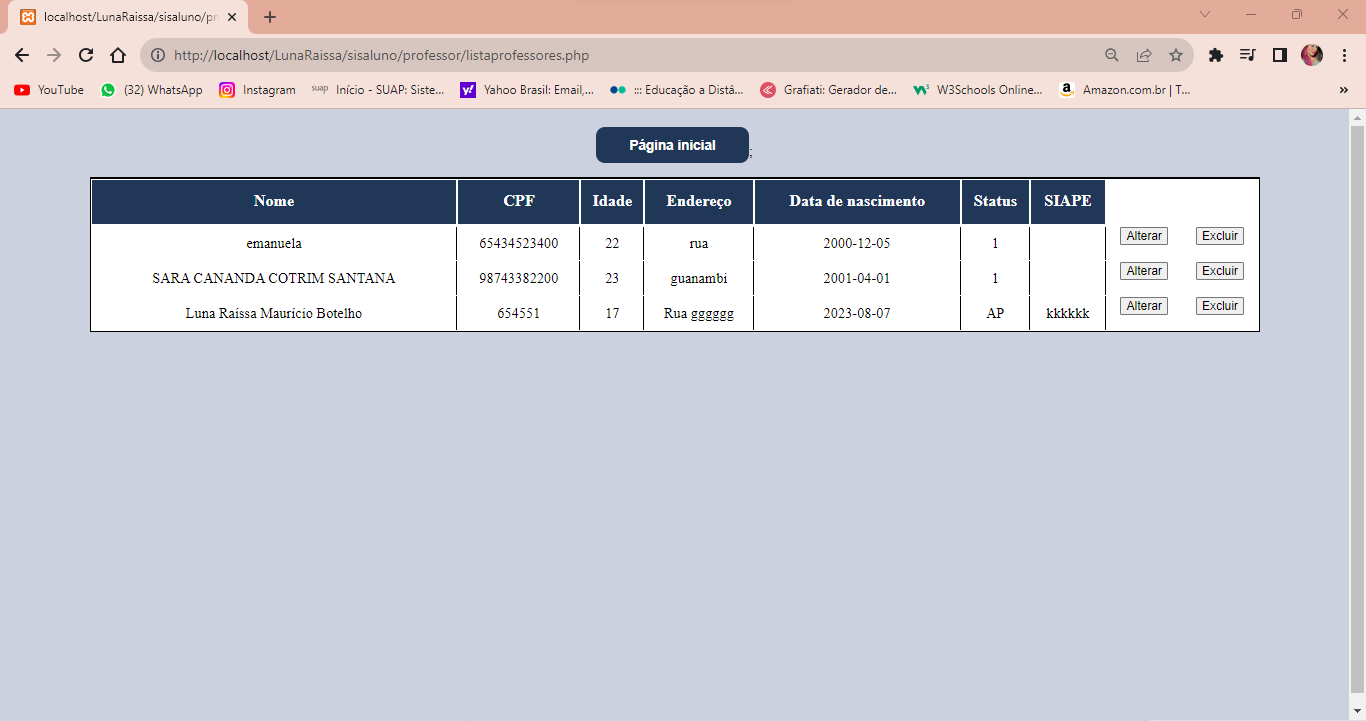 localhost/LunaRaissa/sisaluno/pr
http://localhost/LunaRaissa/sisaluno/professor/listaprofessores.php
YouTube (32) WhatsApp Instagram suap Início - SUAP: Siste... Yahoo Brasil: Email,... ::: Educação a Distâ... Grafiati: Gerador de... W3Schools Online... Amazon.com.br | T... »
Página inicial ;
Nome CPF Idade Endereço Data de nascimento Status SIAPE
emanuela 65434523400 22 rua 2000-12-05 1 Alterar Excluir
SARA CANANDA COTRIM SANTANA 98743382200 23 guanambi 2001-04-01 1 Alterar Excluir
Luna Raissa Maurício Botelho 654551 17 Rua gggggg 2023-08-07 AP kkkkkk Alterar Excluir